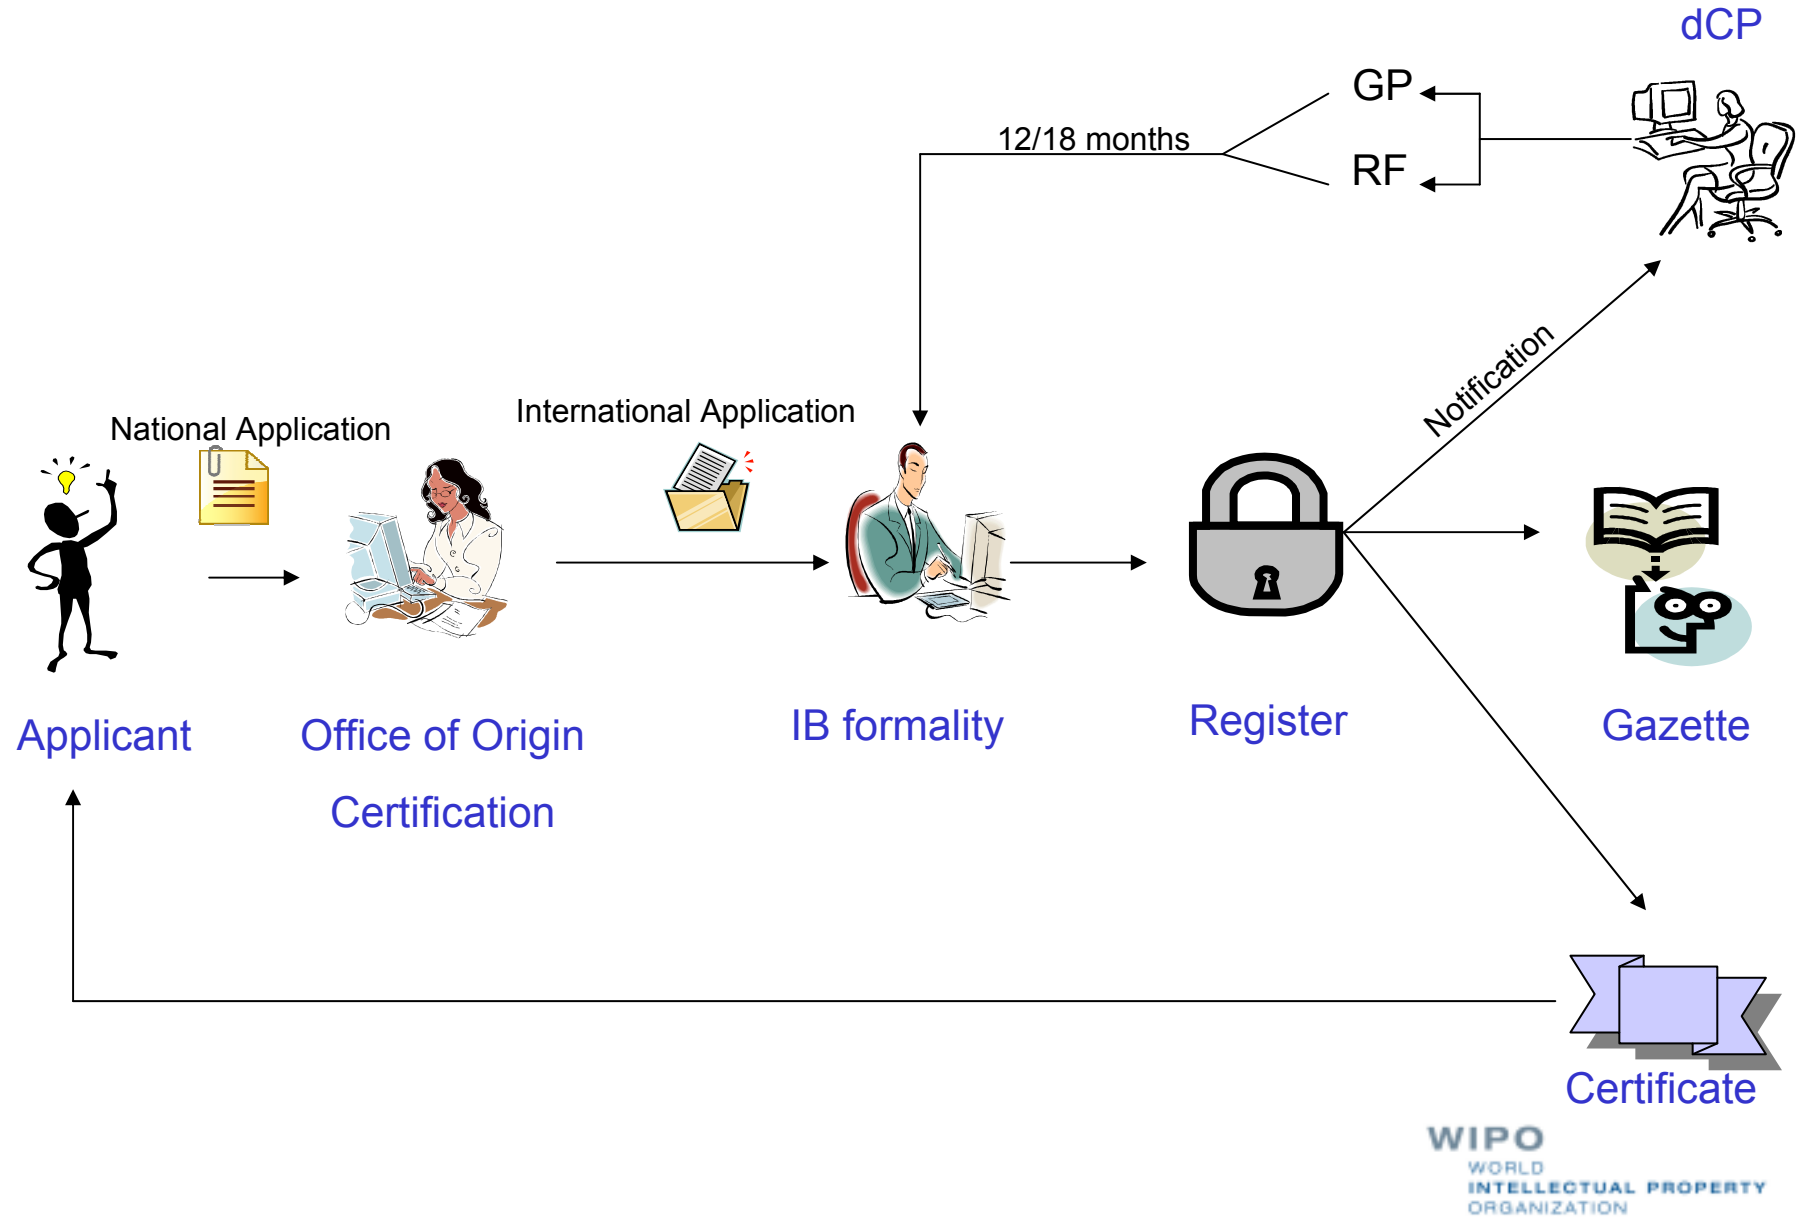 dCP
GP
12/18 months
RF
Notification
International Application
National Application
Applicant
Office of Origin
Certification
IB formality
Register
Gazette
Certificate
WIPO
WORLD
INTELLECTUAL PROPERTY
ORGANIZATION